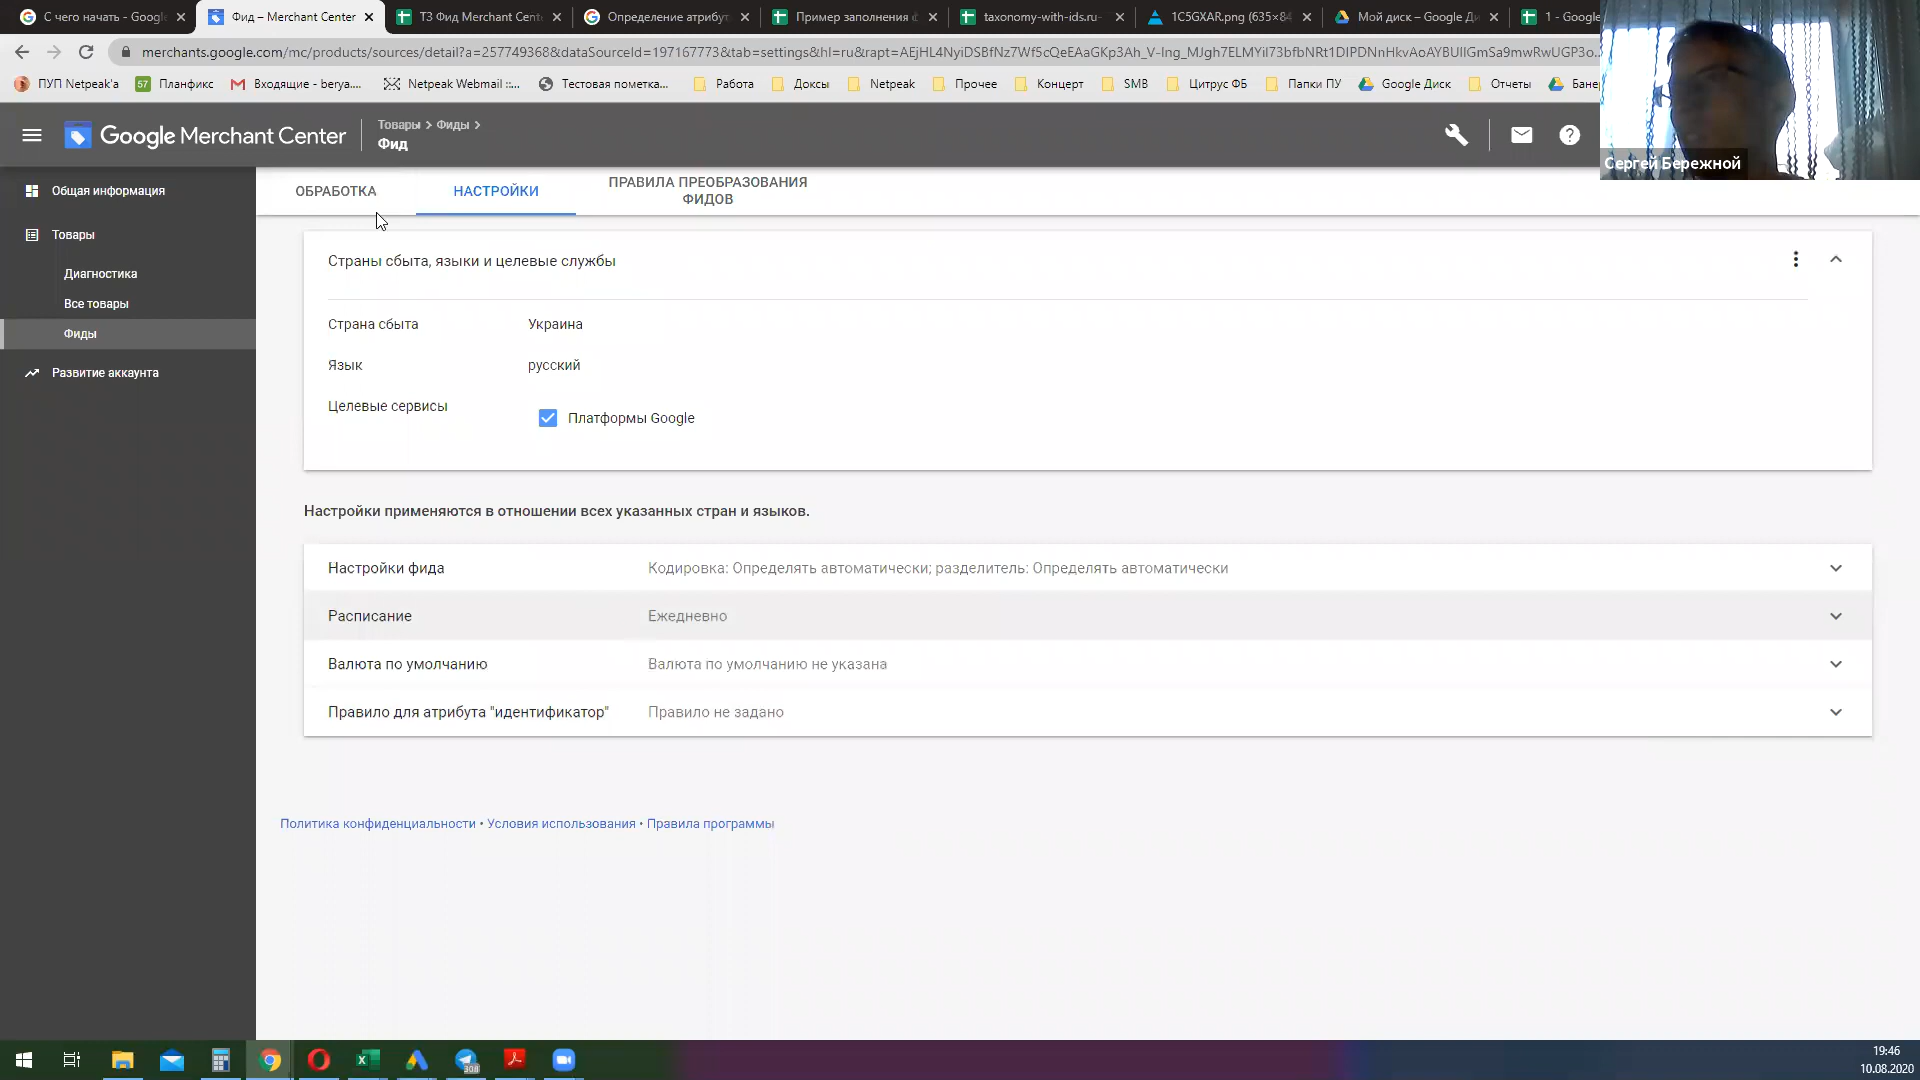 С чего начать - Google
Фид – Merchant Center
ТЗ Фид Merchant Cent
Определение атрибут
Пример заполнения ф
taxonomy-with-ids.ru-
1C5GXAR.png (635×84
Мой диск – Google Ди
1 - Google
merchants.google.com/mc/products/sources/detail?a=257749368&dataSourceId=197167773&tab=settings&hl=ru&rapt=AEjHL4NyiDSBfNz7Wf5cQeEAaGKp3Ah_V-Ing_MJgh7ELMYiI73bfbNRt1DIPDNnHkvAoAYBUIlGmSa9mwRwUGP3o...
ПУП Netpeak'a
57
Планфикс
Входящие - berya....
Netpeak Webmail ::...
Тестовая пометка...
Работа
Доксы
Netpeak
Прочее
Концерт
SMB
Цитрус ФБ
Папки ПУ
Google Диск
Отчеты
Банер
Google Merchant Center
Товары > Фиды >
Фид
Сергей Бережной
Общая информация
Товары
Диагностика
Все товары
Фиды
Развитие аккаунта
ОБРАБОТКА
НАСТРОЙКИ
ПРАВИЛА ПРЕОБРАЗОВАНИЯ
ФИДОВ
Страны сбыта, языки и целевые службы
Страна сбыта Украина
Язык русский
Целевые сервисы Платформы Google
Настройки применяются в отношении всех указанных стран и языков.
Настройки фида Кодировка: Определять автоматически; разделитель: Определять автоматически
Расписание Ежедневно
Валюта по умолчанию Валюта по умолчанию не указана
Правило для атрибута "идентификатор" Правило не задано
Политика конфиденциальности • Условия использования • Правила программы
308
19:46
10.08.2020